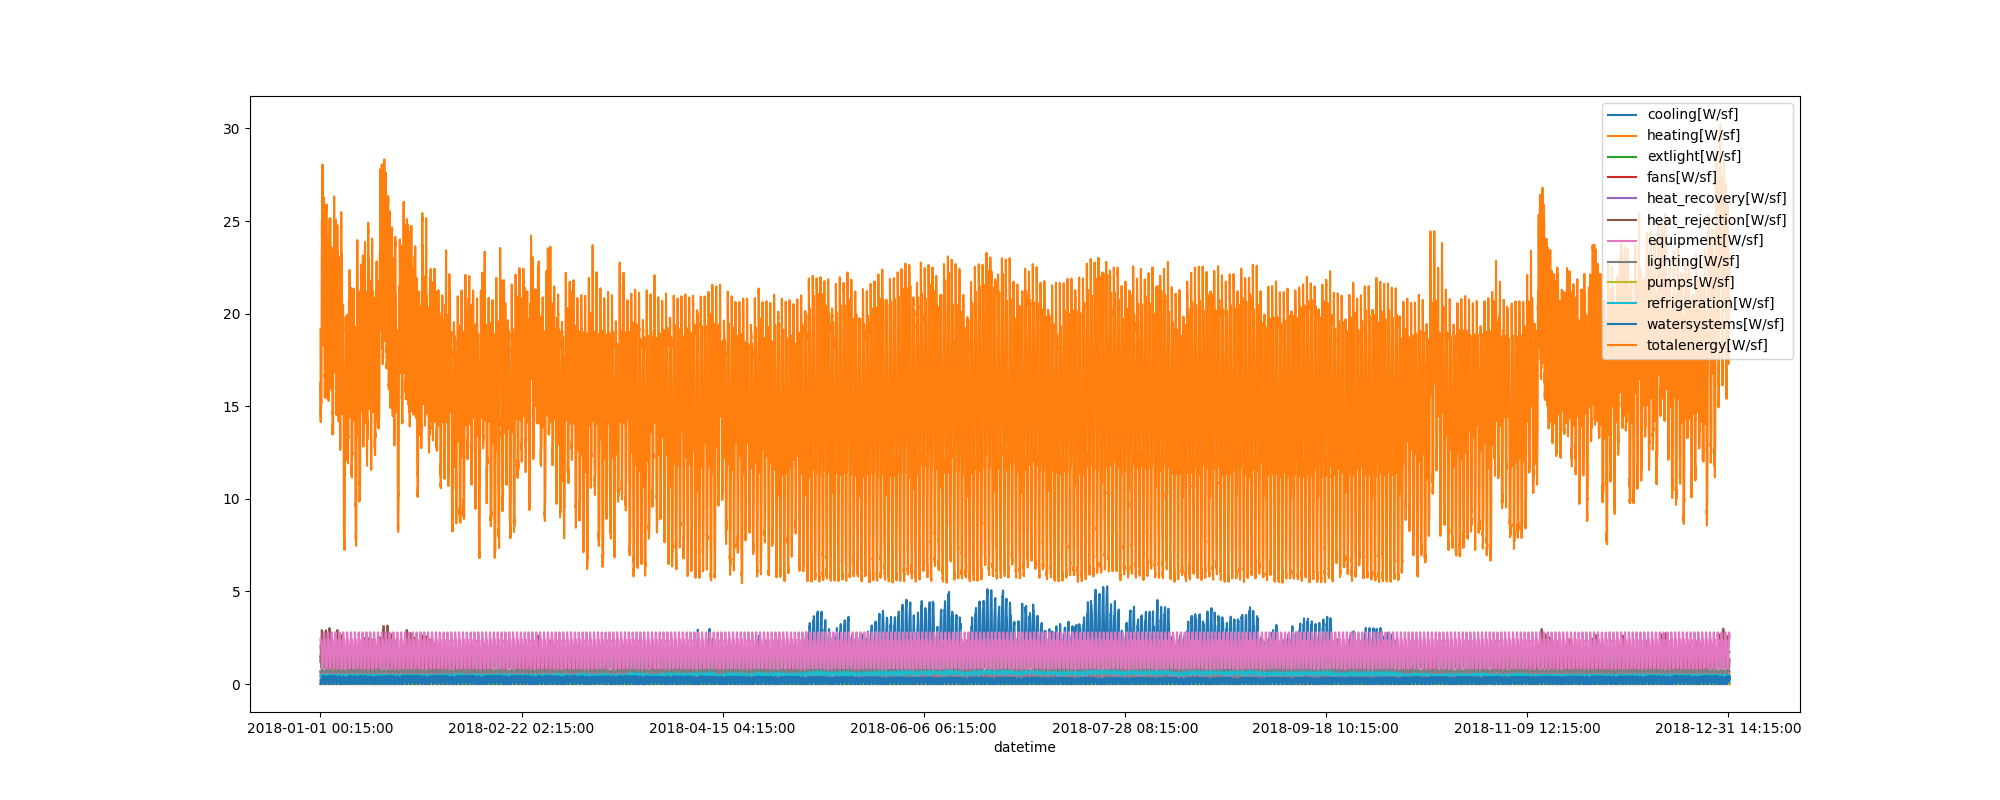 30
25
20
15
10
5
0
cooling[W/sf]
heating[W/sf]
extlight[W/sf]
fans[W/sf]
heat_recovery[W/sf]
heat_rejection[W/sf]
equipment[W/sf]
lighting[W/sf]
pumps[W/sf]
refrigeration[W/sf]
watersystems[W/sf]
totalenergy[W/sf]
2018-01-01 00:15:00 2018-02-22 02:15:00 2018-04-15 04:15:00 2018-06-06 06:15:00 2018-07-28 08:15:00 2018-09-18 10:15:00 2018-11-09 12:15:00 2018-12-31 14:15:00
datetime